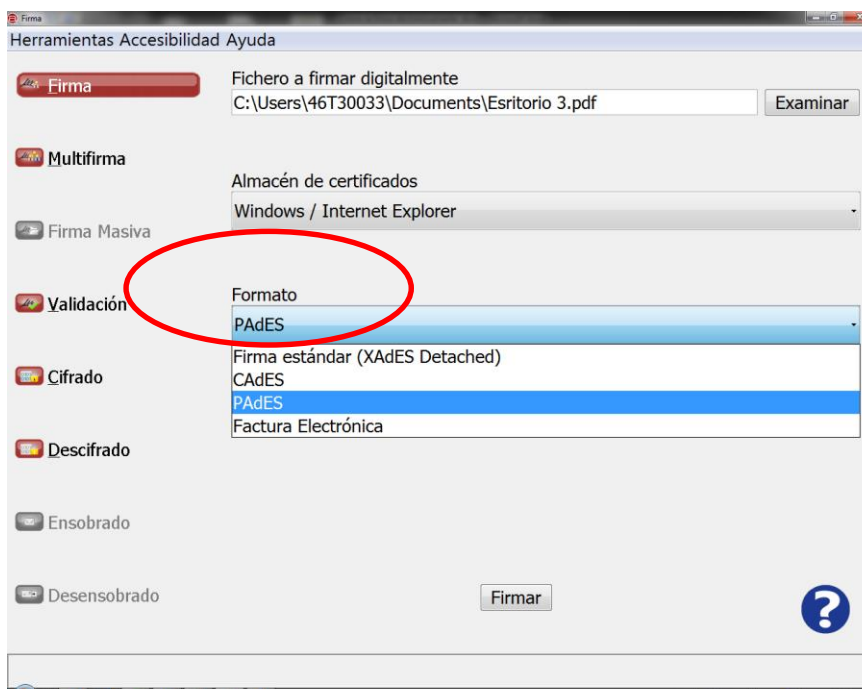 Firma
Herramientas Accesibilidad Ayuda
Firma
Multifirma
Firma Masiva
Validación
Cifrado
Descifrado
Ensobrado
Desensobrado
Fichero a firmar digitalmente
C:\Users\46T30033\Documents\Esritorio 3.pdf
Examinar
Almacén de certificados
Windows / Internet Explorer
Formato
PAdES
Firma estándar (XAdES Detached)
CAdES
PAdES
Factura Electrónica
Firmar
?